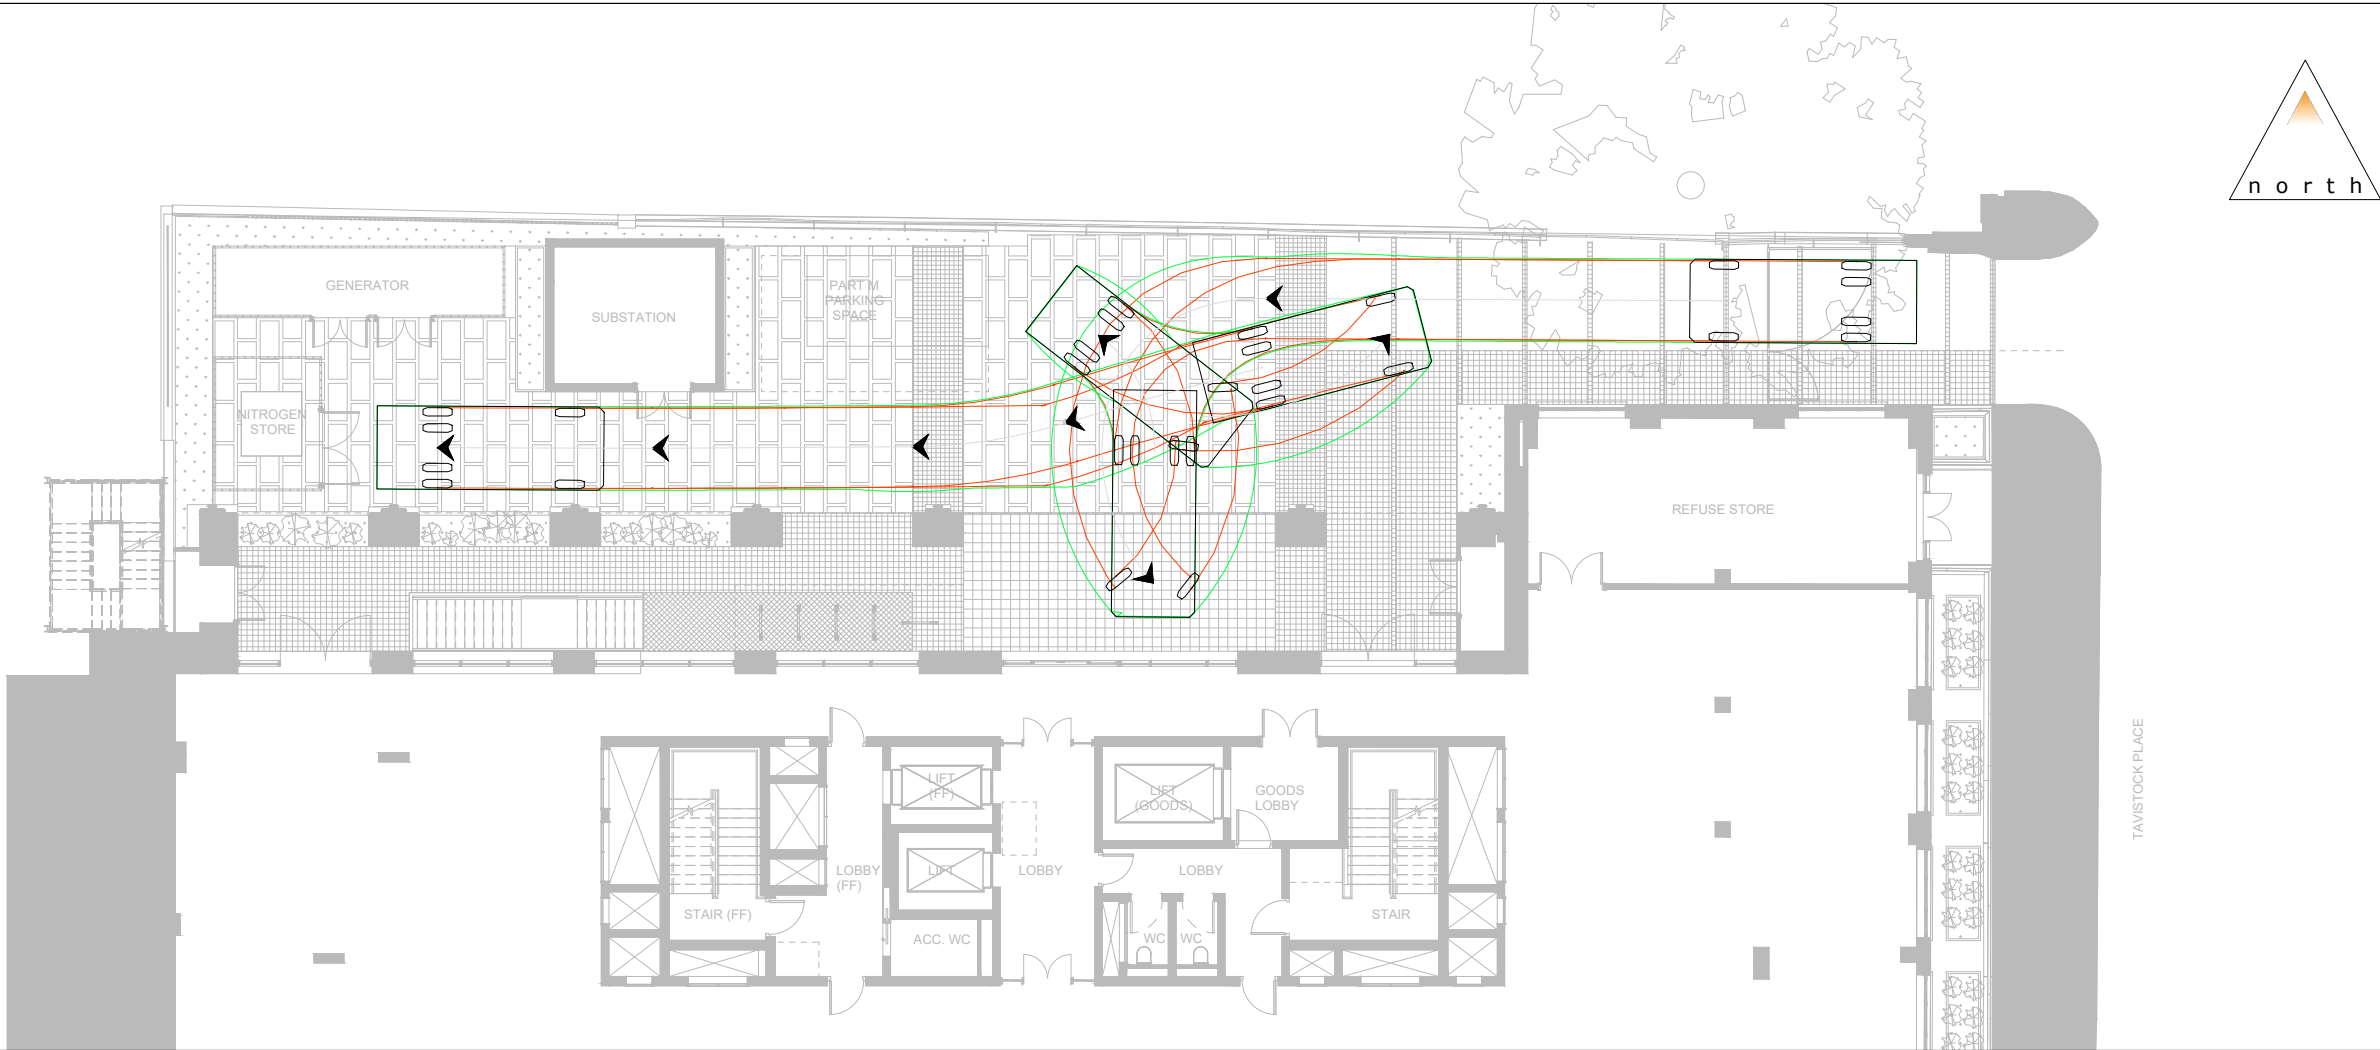 north
GENERATOR
SUBSTATION
PART M
PARKING
SPACE
NITROGEN
STORE
REFUSE STORE
TAVISTOCK PLACE
LIFT
(FF)
LIFT
(GOODS)
GOODS
LOBBY
LOBBY
(FF)
LIFT
LOBBY
LOBBY
STAIR (FF)
STAIR
ACC. WC
WC
WC